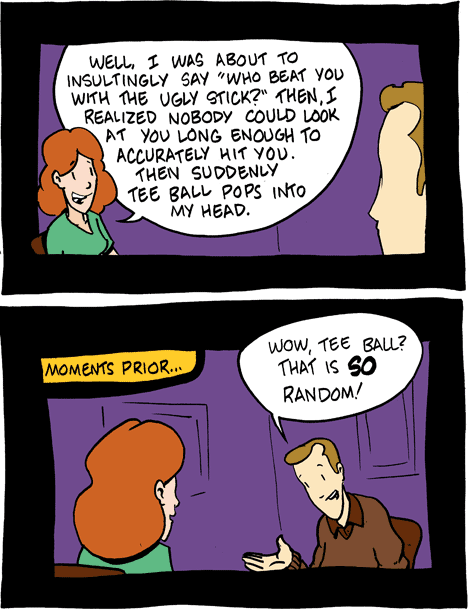 WELL, I WAS ABOUT TO
INSULTINGLY SAY "WHO BEAT YOU
WITH THE UGLY STICK?" THEN, I
REALIZED NOBODY COULD LOOK
AT YOU LONG ENOUGH TO
ACCURATELY HIT YOU.
THEN SUDDENLY
TEE BALL POPS INTO
MY HEAD.
MOMENTS PRIOR...
WOW, TEE BALL?
THAT IS SO
RANDOM!